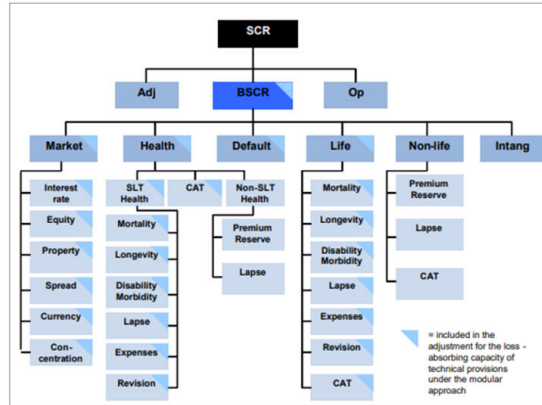 SCR
Adj
BSCR
Op
Market
Health
Default
Life
Non-life
Intang
Interest
rate
Equity
Property
Spread
Currency
Con-
centration
SLT
Health
CAT
Non-SLT
Health
Mortality
Longevity
Disability
Morbidity
Lapse
Expenses
Revision
Premium
Reserve
Lapse
Mortality
Longevity
Disability
Morbidity
Lapse
Expenses
Revision
CAT
Premium
Reserve
Lapse
CAT
= included in the
adjustment for the loss -
absorbing capacity of
technical provisions
under the modular
approach